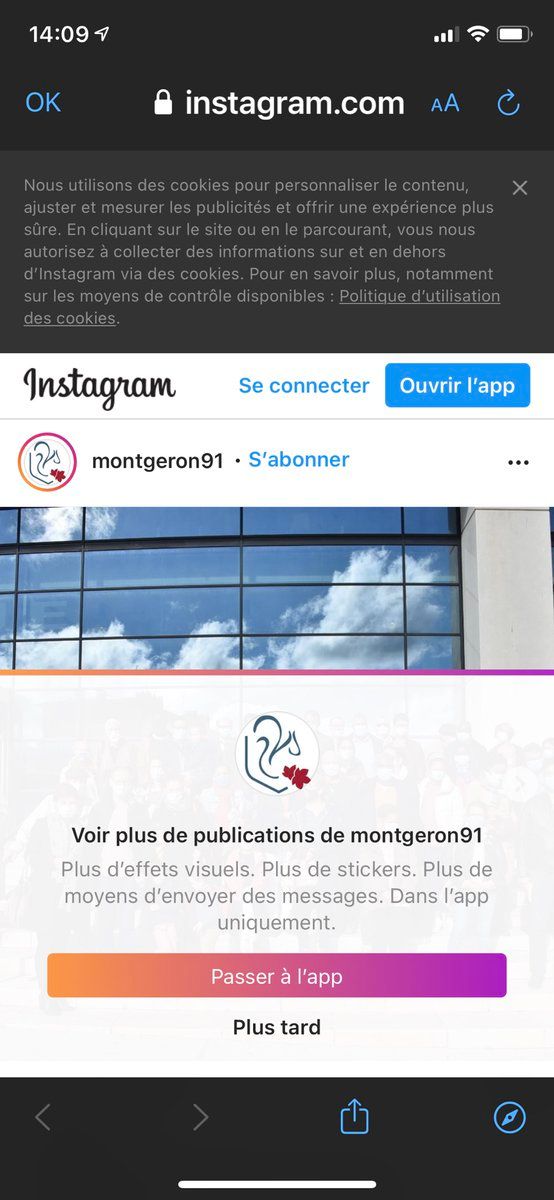 14:09
OK
instagram.com
AA
Nous utilisons des cookies pour personnaliser le contenu,
ajuster et mesurer les publicités et offrir une expérience plus
sûre. En cliquant sur le site ou en le parcourant, vous nous
autorisez à collecter des informations sur et en dehors
d’Instagram via des cookies. Pour en savoir plus, notamment
sur les moyens de contrôle disponibles : Politique d’utilisation
des cookies.
Instagram
Se connecter
Ouvrir l’app
montgeron91 • S’abonner
Voir plus de publications de montgeron91
Plus d’effets visuels. Plus de stickers. Plus de
moyens d’envoyer des messages. Dans l’app
uniquement.
Passer à l’app
Plus tard